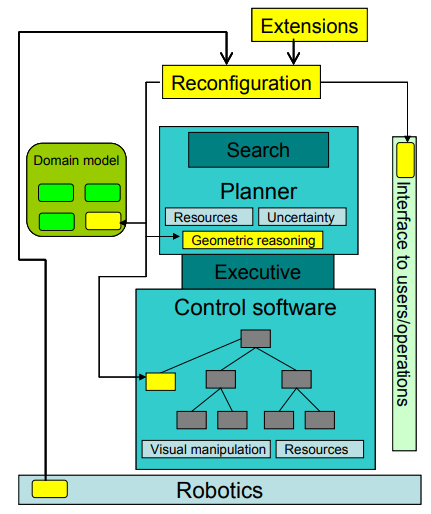 Extensions
Reconfiguration
Domain model
Search
Planner
Resources
Uncertainty
Geometric reasoning
Executive
Control software
Visual manipulation
Resources
Interface to users/operations
Robotics